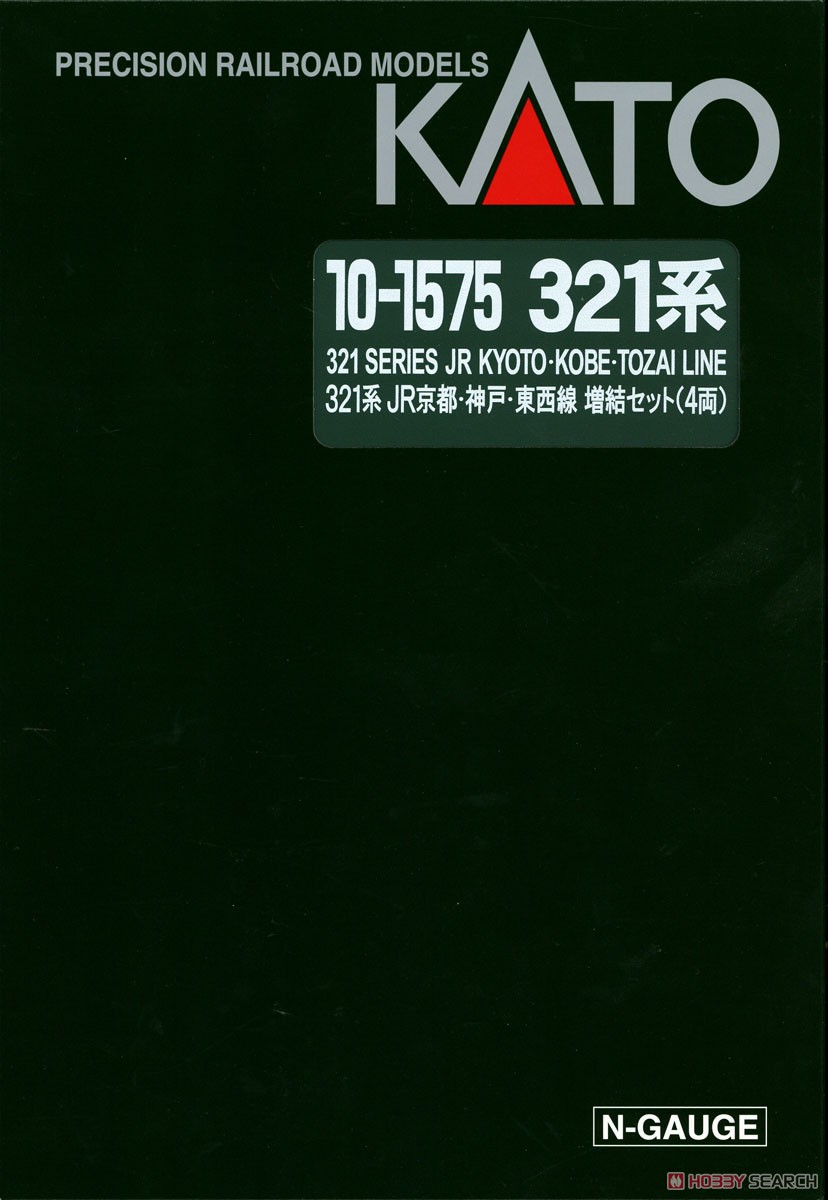 PRECISION RAILROAD MODELS
KATO
10-1575 321系
321 SERIES JR KYOTO·KOBE·TOZAI LINE
321系 JR京都・神戸・東西線 増結セット(4両)
N-GAUGE
HOBBY SEARCH